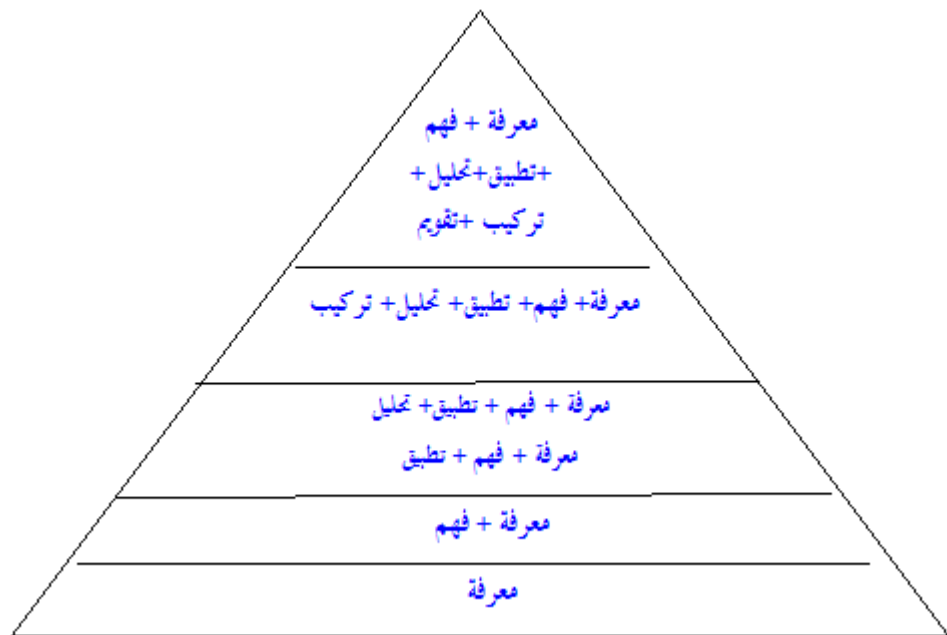 معرفة + فهم
+تطبيق+تحليل+
تركيب +تقويم
معرفة+ فهم+ تطبيق+ تحليل+ تركيب
معرفة + فهم + تطبيق+ تحليل
معرفة + فهم + تطبيق
معرفة + فهم
معرفة